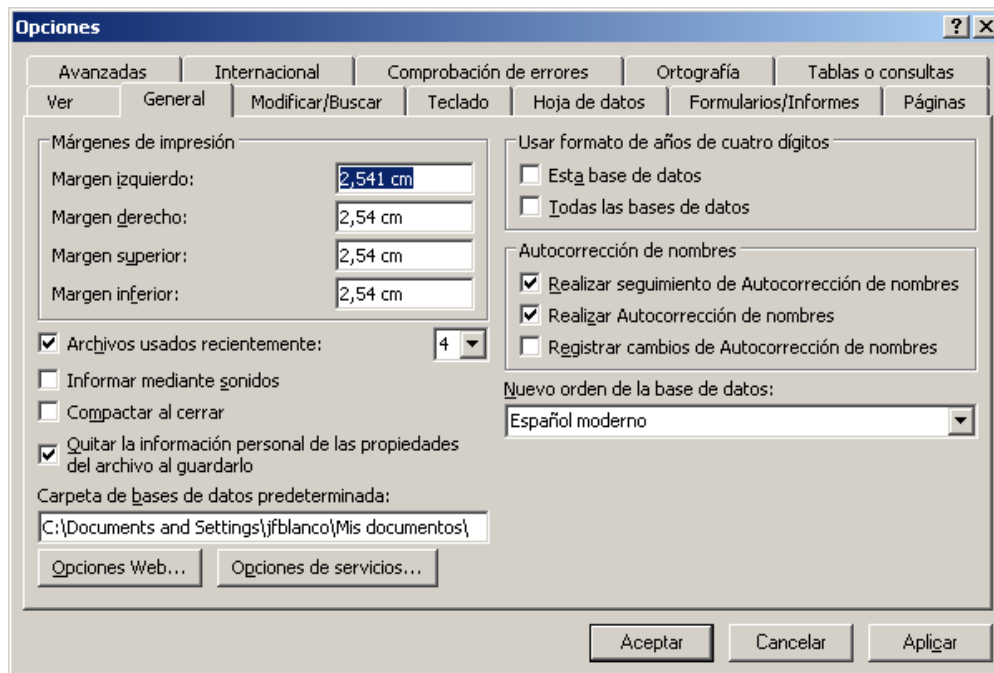 Opciones
Avanzadas
Internacional
Comprobación de errores
Ortografía
Tablas o consultas
Ver
General
Modificar/Buscar
Teclado
Hoja de datos
Formularios/Informes
Páginas
Márgenes de impresión
Margen izquierdo: 2,541 cm
Margen derecho: 2,54 cm
Margen superior: 2,54 cm
Margen inferior: 2,54 cm
Archivos usados recientemente: 4
Informar mediante sonidos
Compactar al cerrar
Quitar la información personal de las propiedades
del archivo al guardarlo
Carpeta de bases de datos predeterminada:
C:\Documents and Settings\jfblanco\Mis documentos\
Opciones Web...
Opciones de servicios...
Usar formato de años de cuatro dígitos
Esta base de datos
Todas las bases de datos
Autocorrección de nombres
Realizar seguimiento de Autocorrección de nombres
Realizar Autocorrección de nombres
Registrar cambios de Autocorrección de nombres
Nuevo orden de la base de datos:
Español moderno
Aceptar
Cancelar
Aplicar